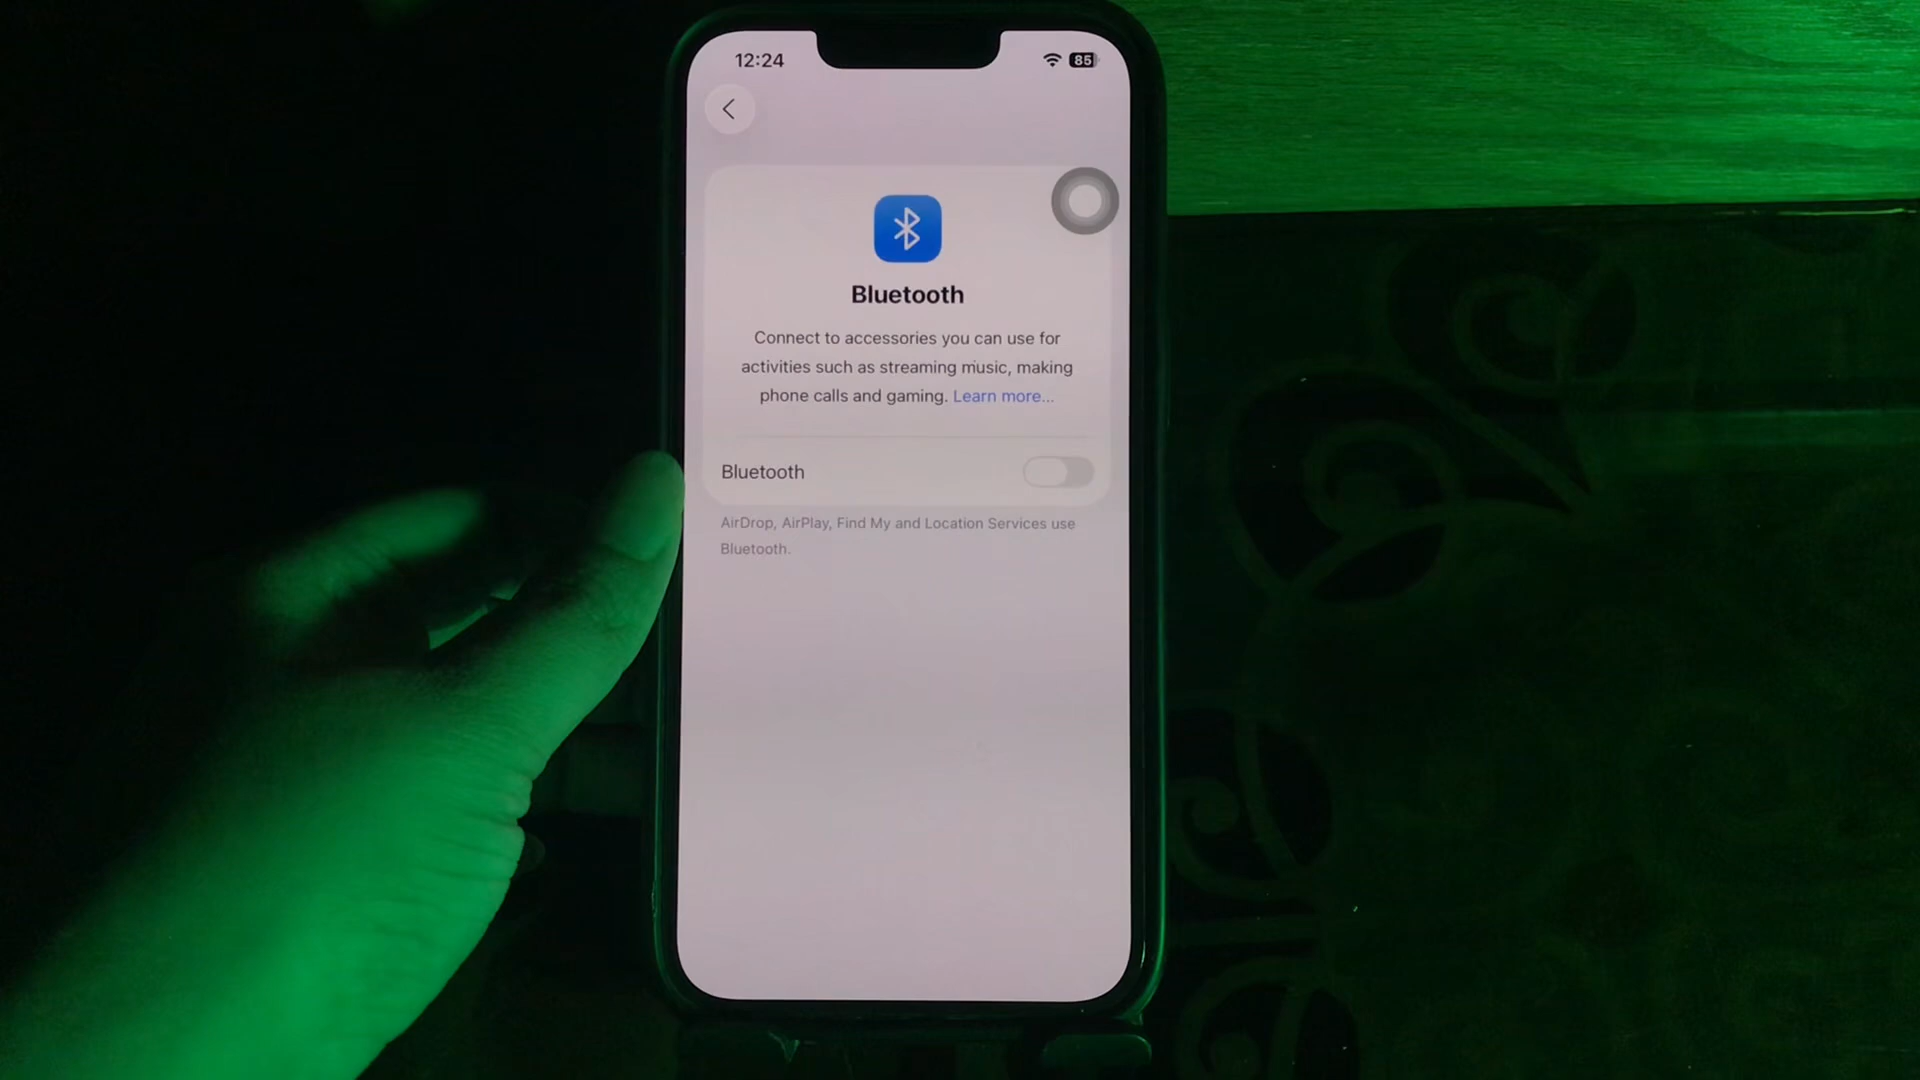 12:24
85
Bluetooth
Connect to accessories you can use for
activities such as streaming music, making
phone calls and gaming. Learn more...
Bluetooth
AirDrop, AirPlay, Find My and Location Services use
Bluetooth.